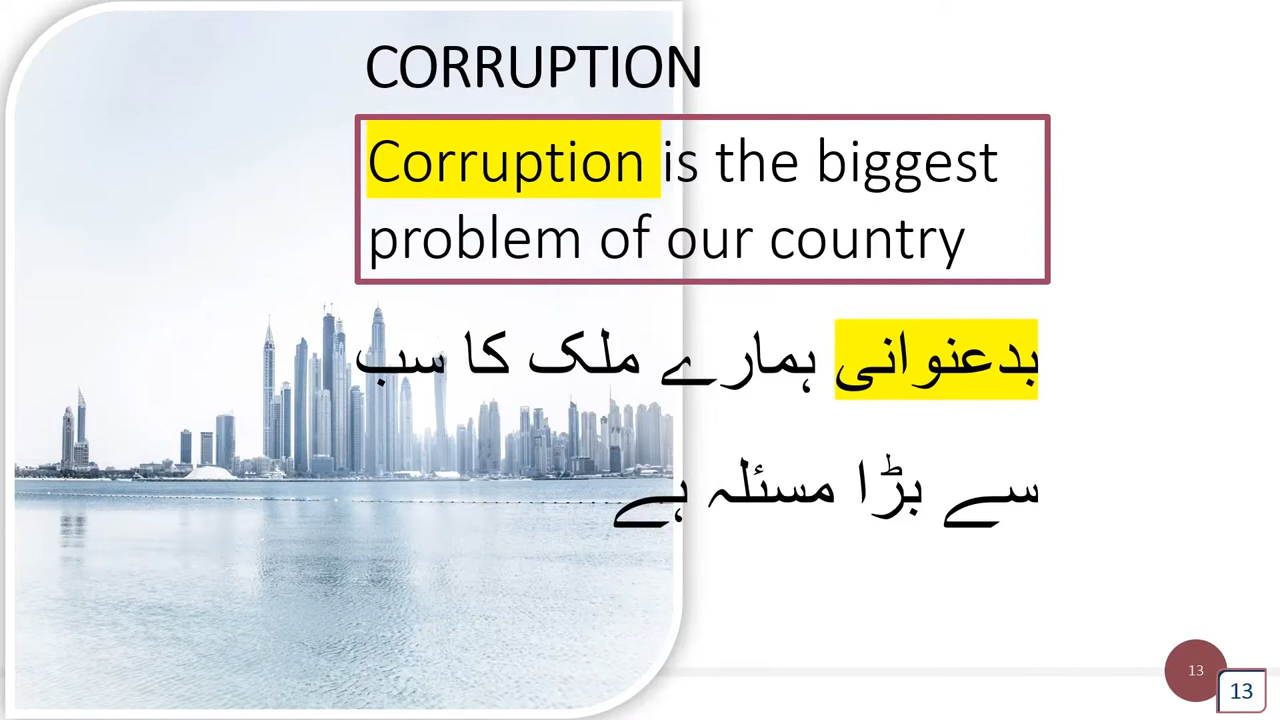 CORRUPTION
Corruption is the biggest
problem of our country
بدعنوانی ہمارے ملک کا سب
سے بڑا مسئلہ ہے
13
13